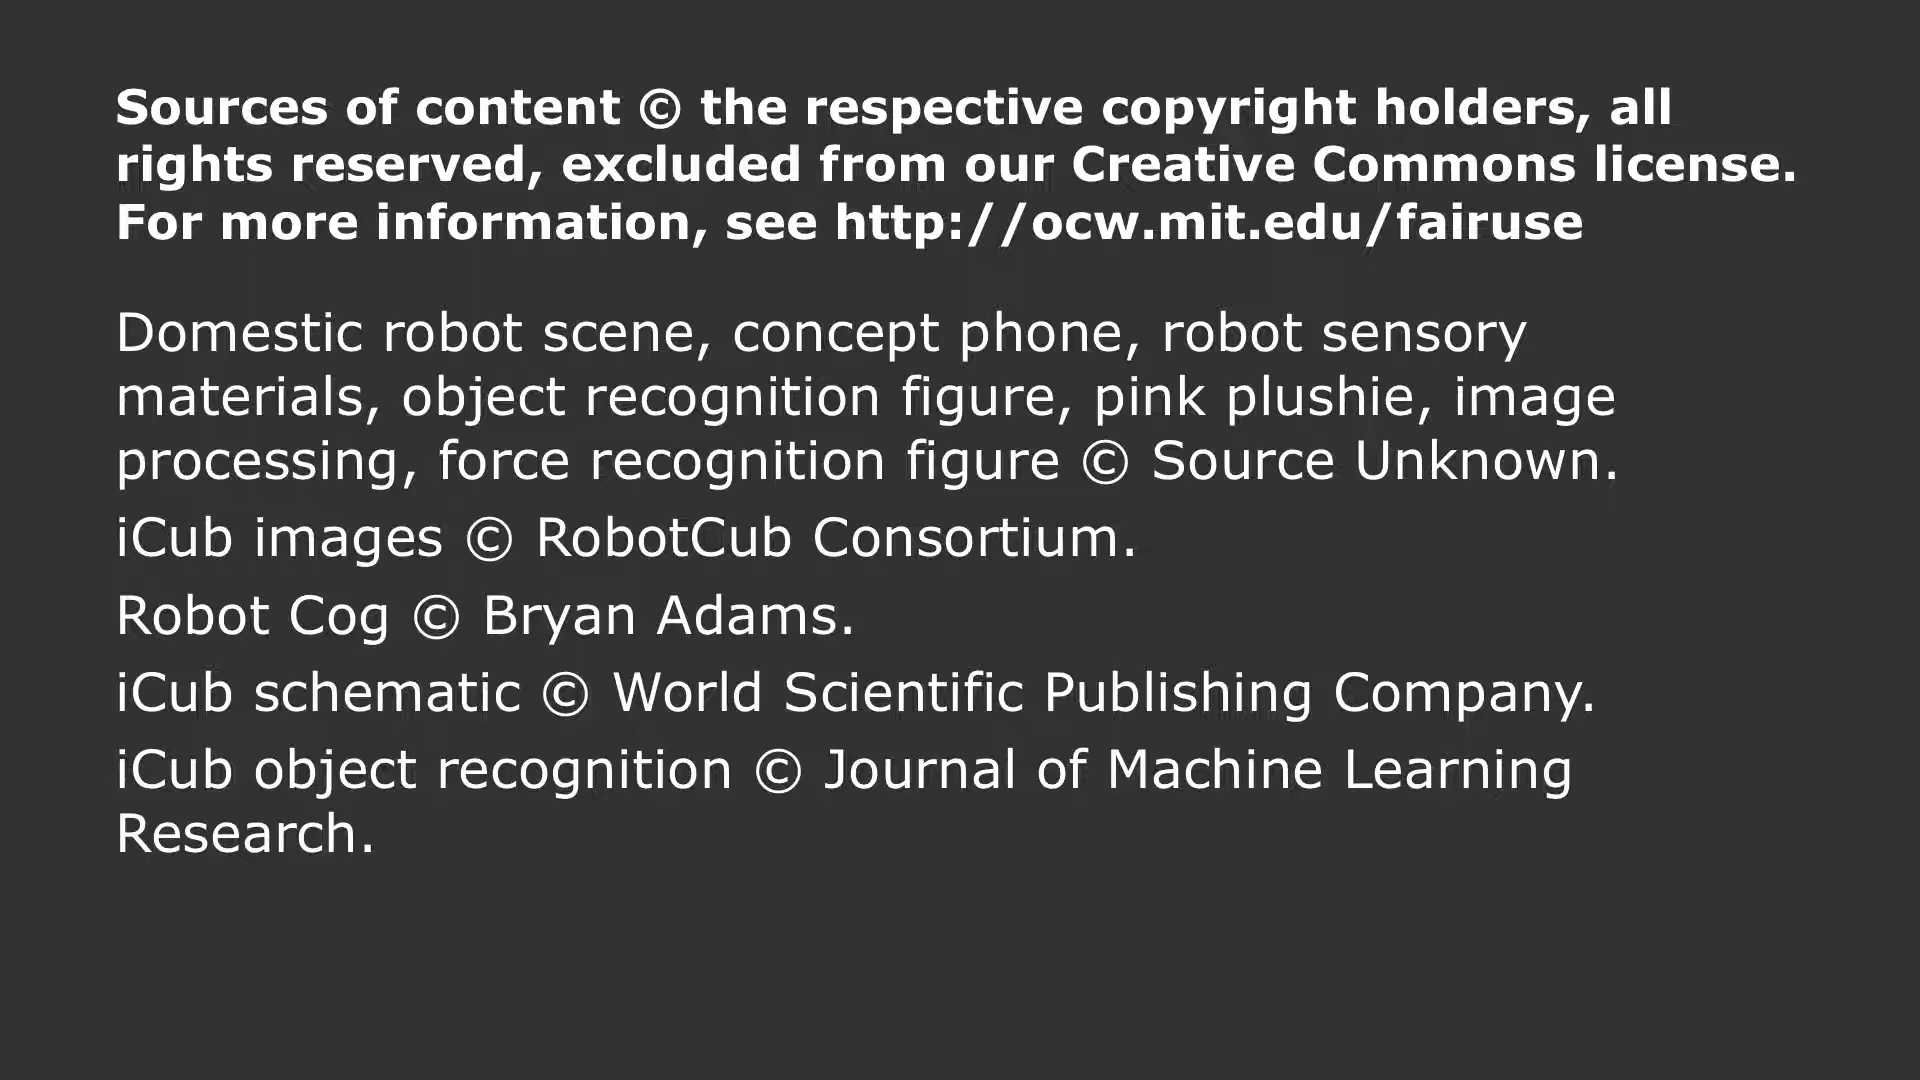 Sources of content © the respective copyright holders, all
rights reserved, excluded from our Creative Commons license.
For more information, see http://ocw.mit.edu/fairuse
Domestic robot scene, concept phone, robot sensory
materials, object recognition figure, pink plushie, image
processing, force recognition figure © Source Unknown.
iCub images © RobotCub Consortium.
Robot Cog © Bryan Adams.
iCub schematic © World Scientific Publishing Company.
iCub object recognition © Journal of Machine Learning
Research.